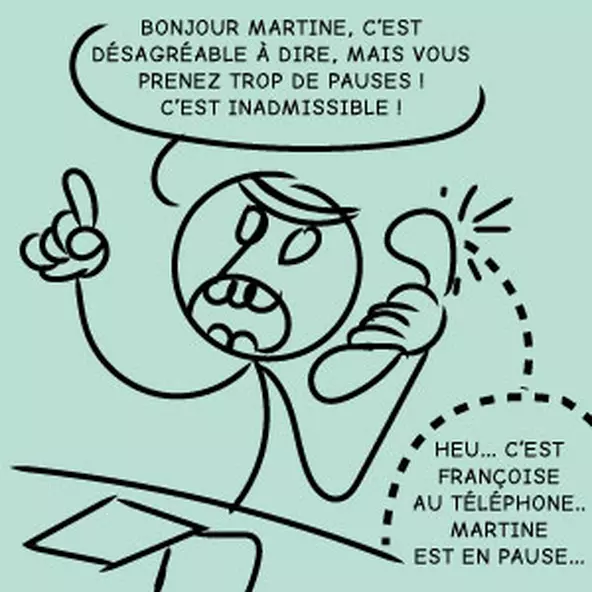 BONJOUR MARTINE, C'EST
DÉSAGRÉABLE À DIRE, MAIS VOUS
PRENEZ TROP DE PAUSES !
C'EST INADMISSIBLE !
HEU... C'EST
FRANÇOISE
AU TÉLÉPHONE..
MARTINE
EST EN PAUSE...